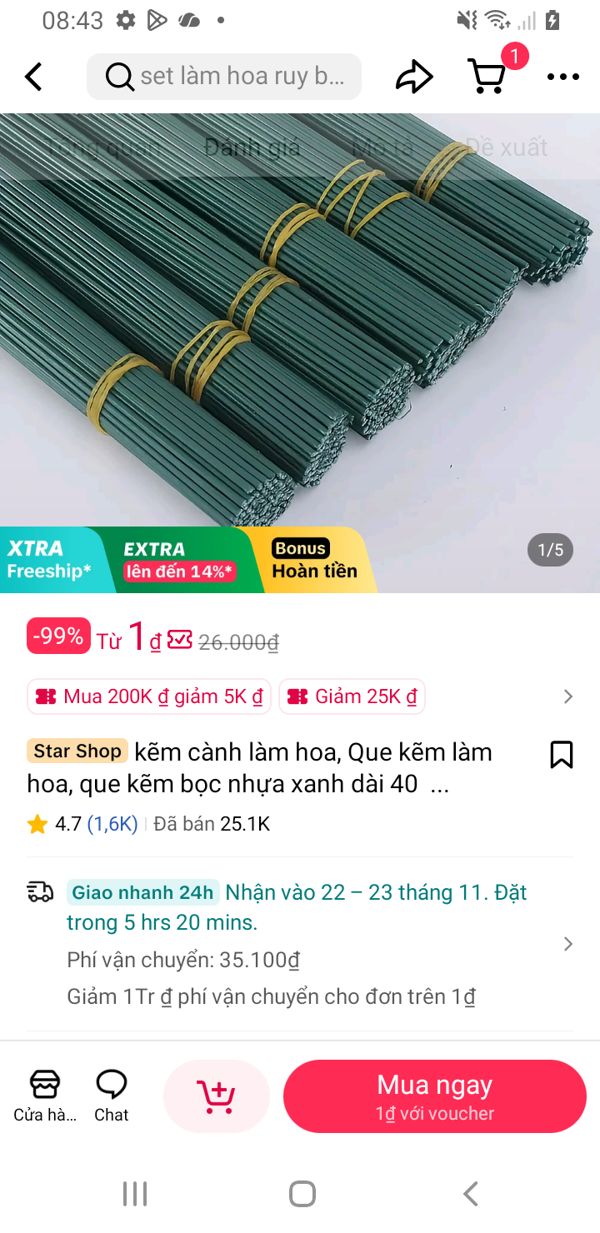 08:43
set làm hoa ruy b...
1
Tổng quan Đánh giá Mô tả Đề xuất
XTRA
Freeship*
EXTRA
lên đến 14%*
Bonus
Hoàn tiền
1/5
-99% Từ 1₫ 26.000₫
Mua 200K ₫ giảm 5K ₫ Giảm 25K ₫
Star Shop kẽm cành làm hoa, Que kẽm làm
hoa, que kẽm bọc nhựa xanh dài 40 ...
4.7 (1,6K) Đã bán 25.1K
Giao nhanh 24h Nhận vào 22 – 23 tháng 11. Đặt
trong 5 hrs 20 mins.
Phí vận chuyển: 35.100₫
Giảm 1Tr ₫ phí vận chuyển cho đơn trên 1₫
Cửa hà... Chat
Mua ngay
1₫ với voucher